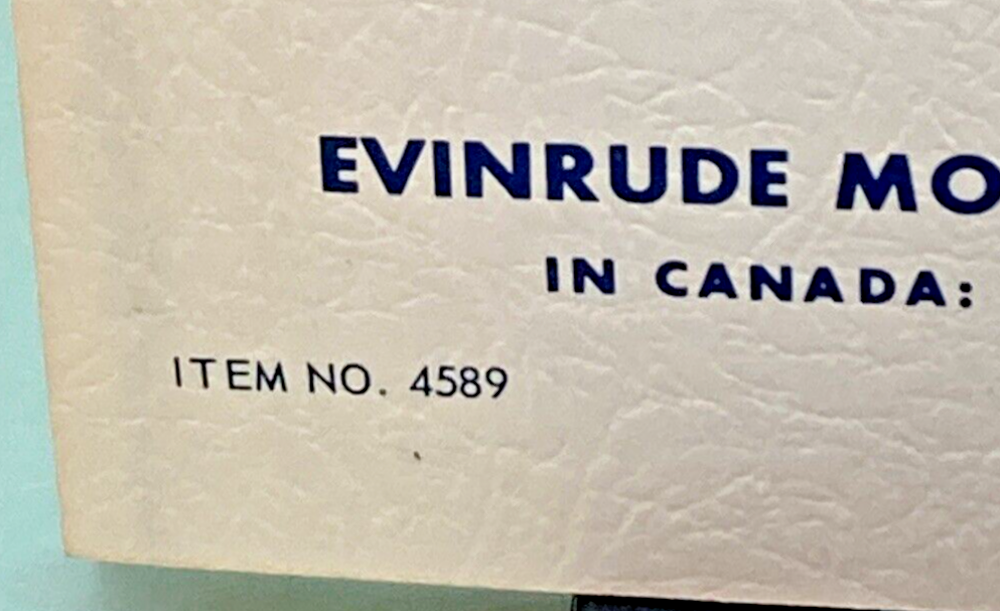 EVINRUDE MO
IN CANADA:
ITEM NO. 4589